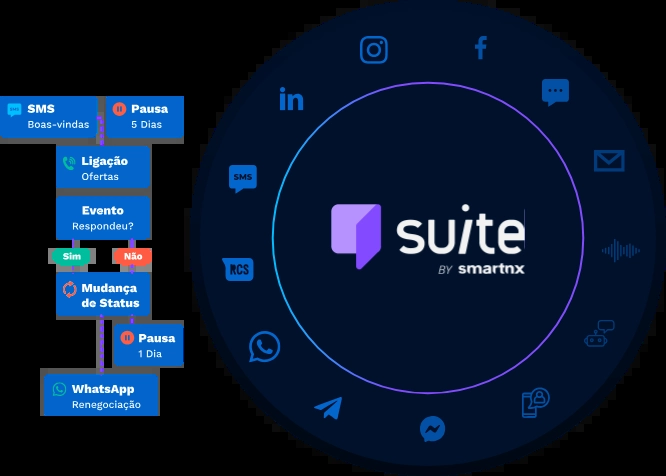 SMS
Boas-vindas
Pausa
5 Dias
Ligação
Ofertas
Evento
Respondeu?
Sim
Não
Mudança
de Status
Pausa
1 Dia
WhatsApp
Renegociação
in
f
SMS
RCS
suite
BY smartnx